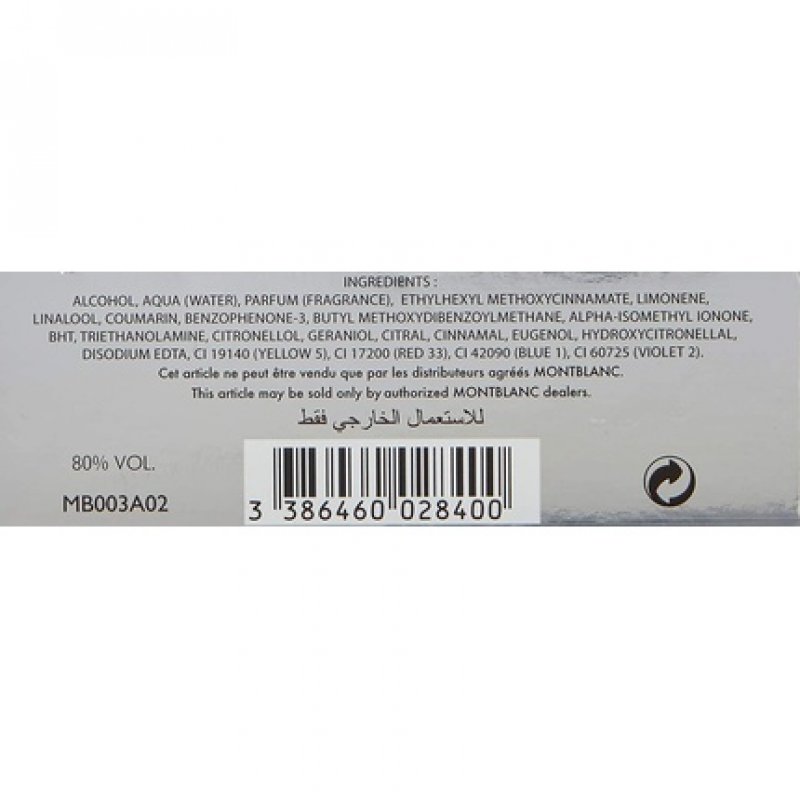 INGREDIENTS :
ALCOHOL, AQUA (WATER), PARFUM (FRAGRANCE), ETHYLHEXYL METHOXYCINNAMATE, LIMONENE,
LINALOOL, COUMARIN, BENZOPHENONE-3, BUTYL METHOXYDIBENZOYLMETHANE, ALPHA-ISOMETHYL IONONE,
BHT, TRIETHANOLAMINE, CITRONELLOL, GERANIOL, CITRAL, CINNAMAL, EUGENOL, HYDROXYCITRONELLAL,
DISODIUM EDTA, CI 19140 (YELLOW 5), CI 17200 (RED 33), CI 42090 (BLUE 1), CI 60725 (VIOLET 2).
Cet article ne peut être vendu que par les distributeurs agréés MONTBLANC.
This article may be sold only by authorized MONTBLANC dealers.
للاستعمال الخارجي فقط
80% VOL.
MB003A02
3 386460 028400